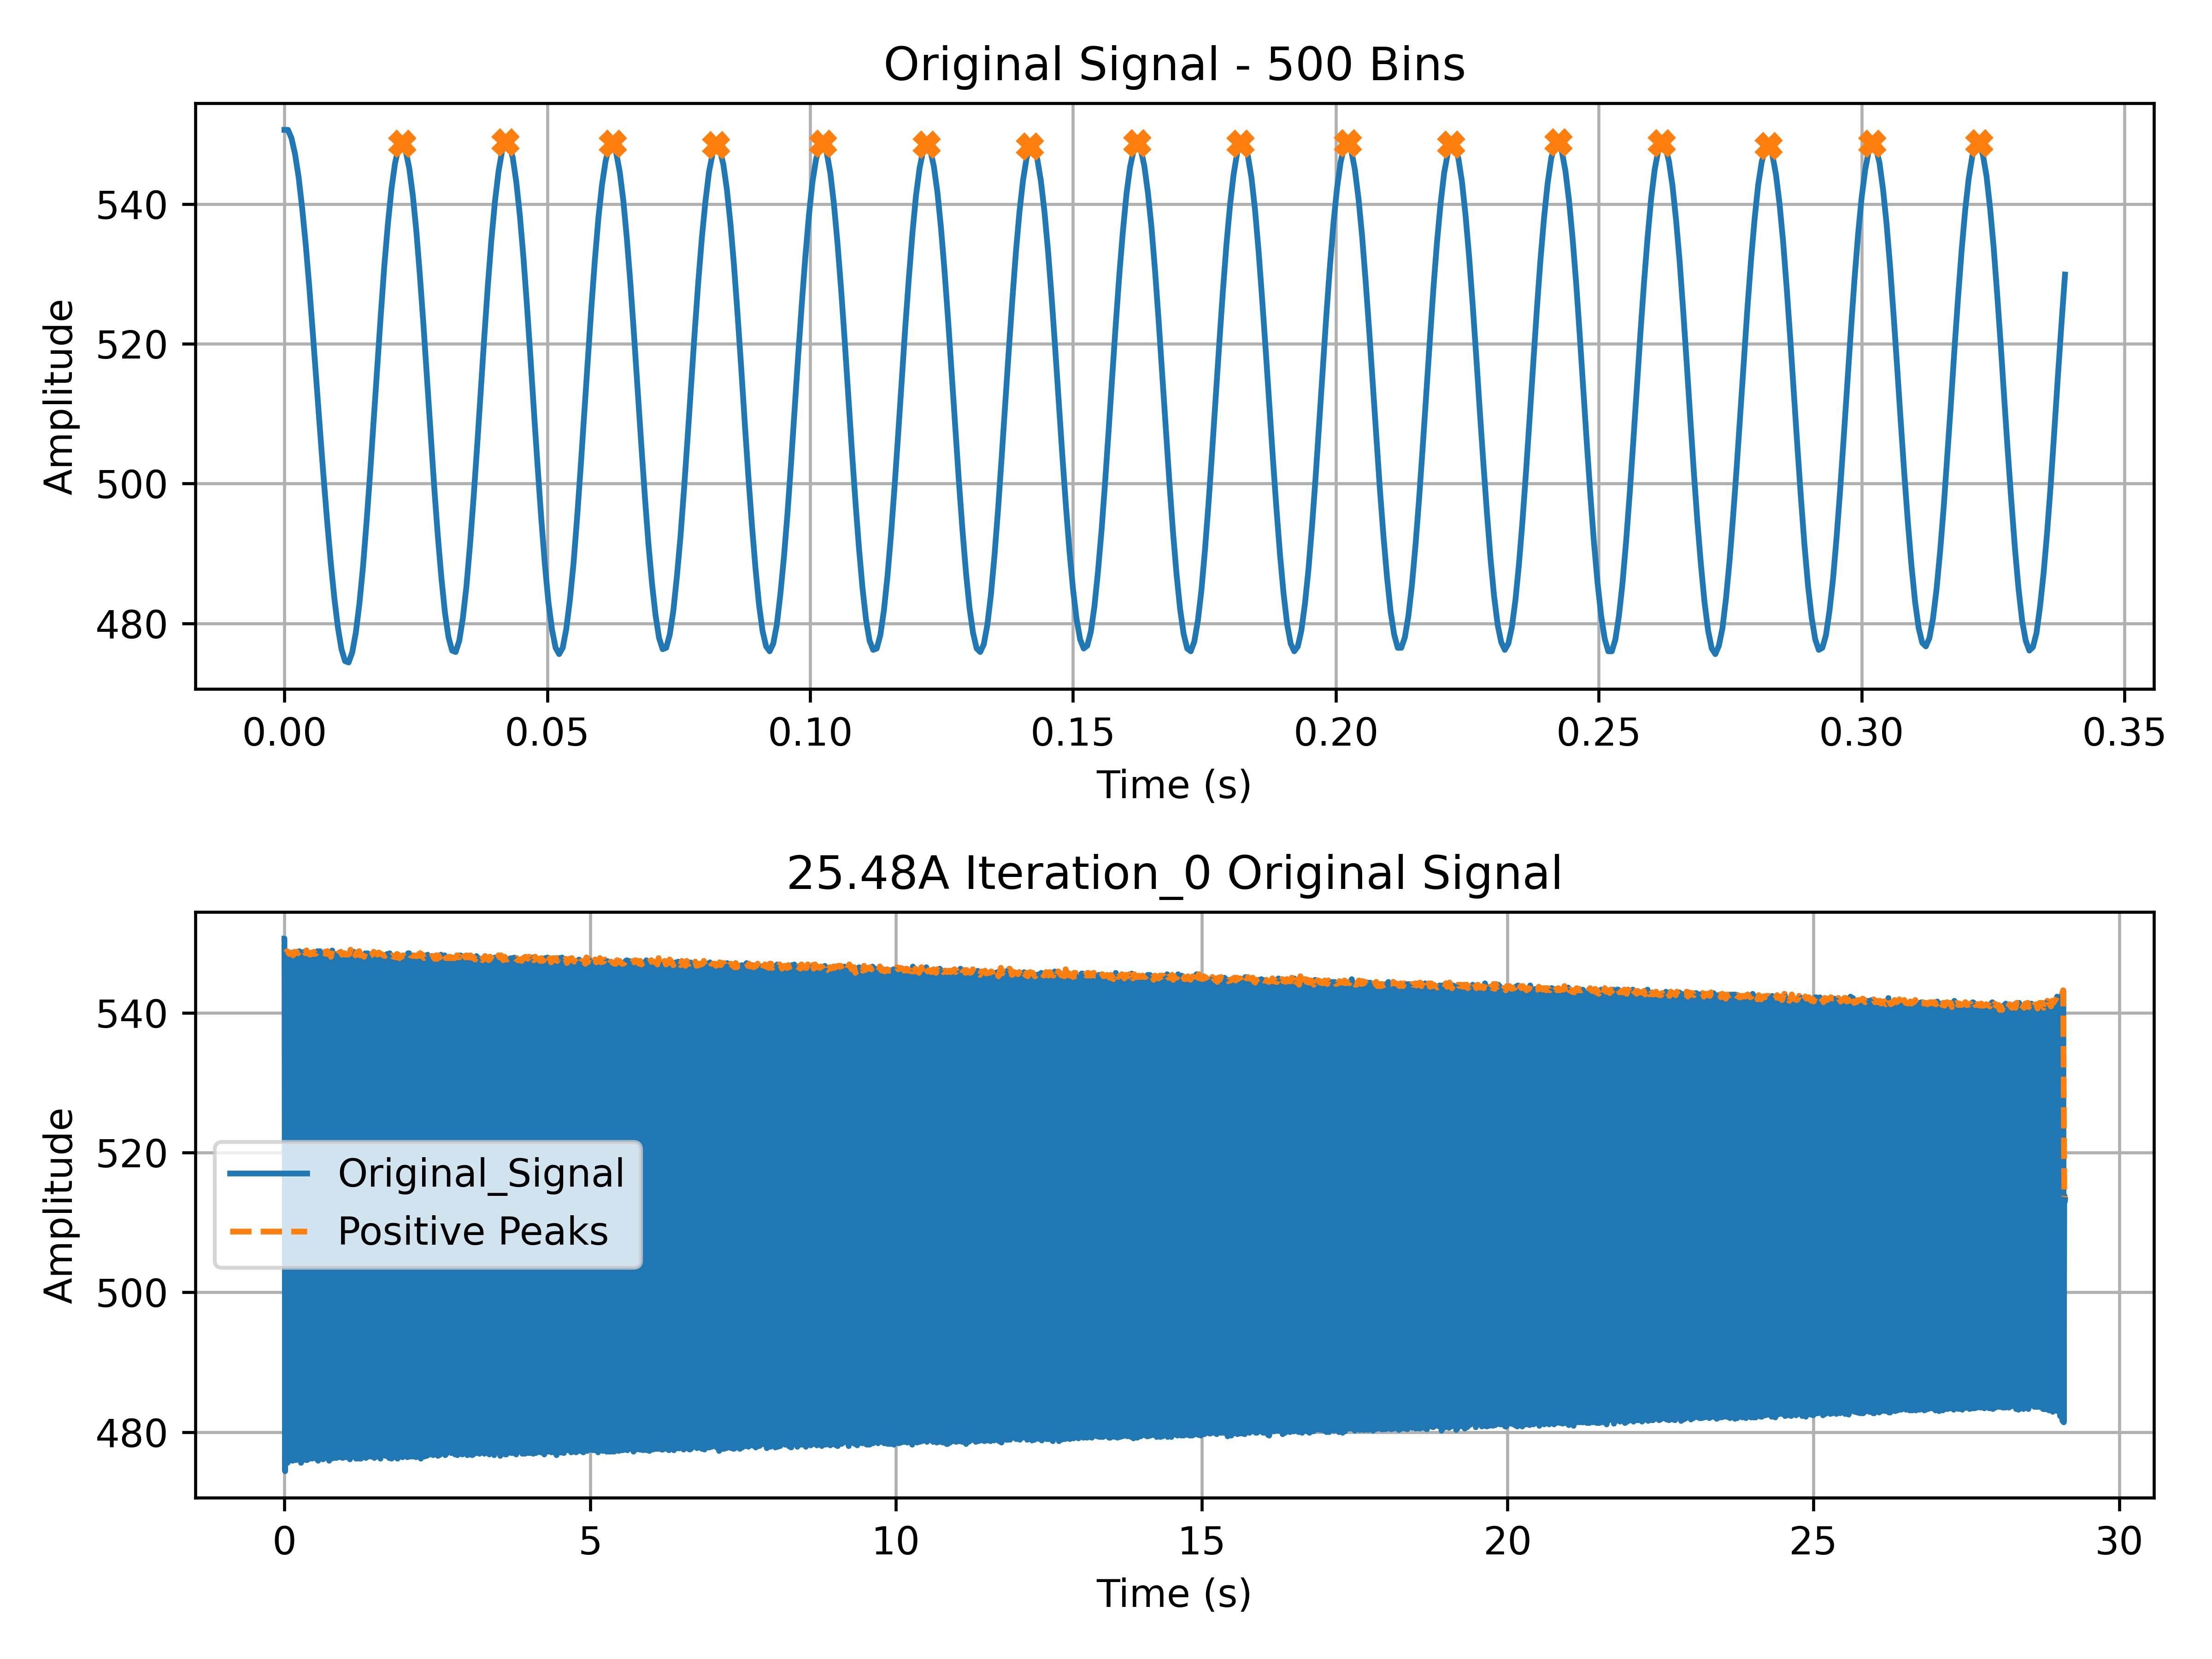 Original Signal - 500 Bins
540
520
500
480
Amplitude
0.00 0.05 0.10 0.15 0.20 0.25 0.30 0.35
Time (s)
25.48A Iteration_0 Original Signal
540
520
500
480
Amplitude
Original_Signal
Positive Peaks
0 5 10 15 20 25 30
Time (s)